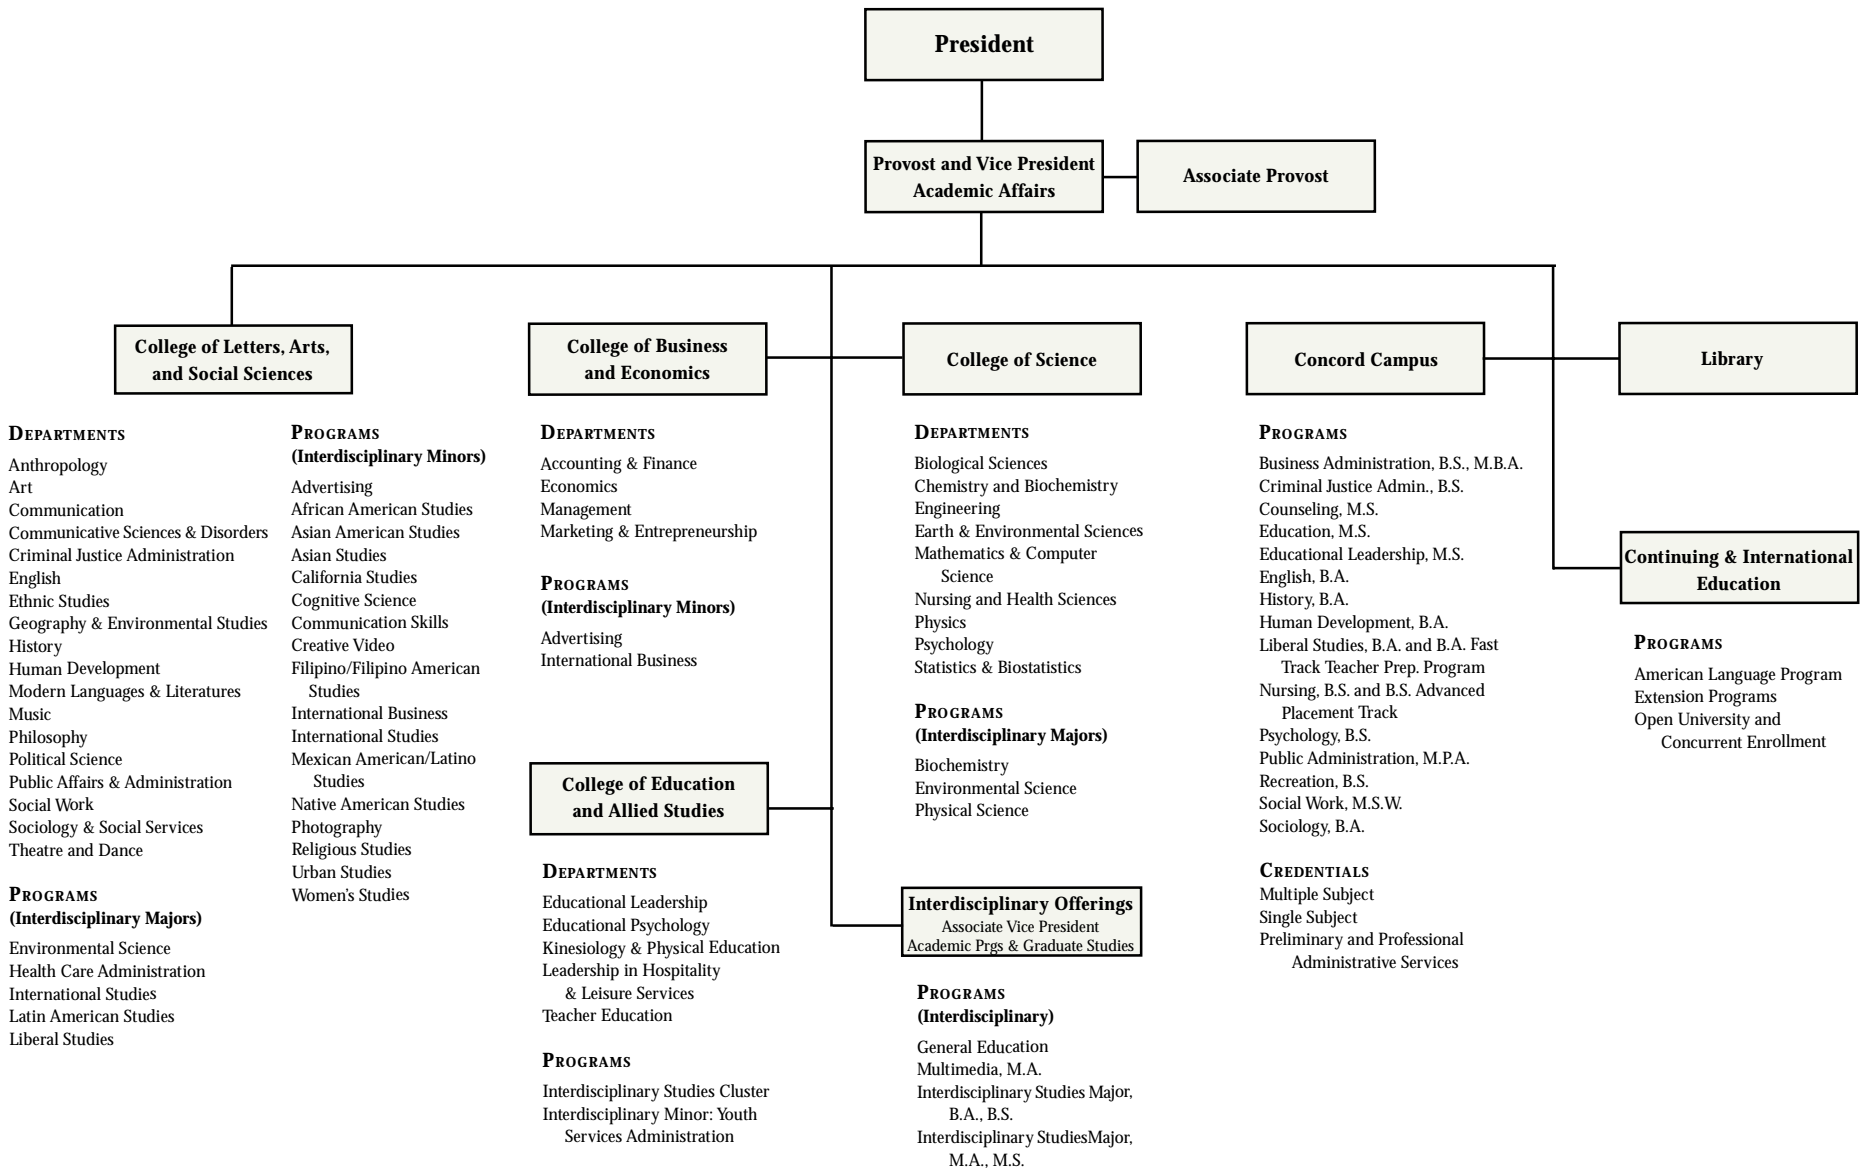 President
Provost and Vice President
Academic Affairs
Associate Provost
College of Letters, Arts,
and Social Sciences
DEPARTMENTS
Anthropology
Art
Communication
Communicative Sciences & Disorders
Criminal Justice Administration
English
Ethnic Studies
Geography & Environmental Studies
History
Human Development
Modern Languages & Literatures
Music
Philosophy
Political Science
Public Affairs & Administration
Social Work
Sociology & Social Services
Theatre and Dance
PROGRAMS
(Interdisciplinary Majors)
Environmental Science
Health Care Administration
International Studies
Latin American Studies
Liberal Studies
PROGRAMS
(Interdisciplinary Minors)
Advertising
African American Studies
Asian American Studies
Asian Studies
California Studies
Cognitive Science
Communication Skills
Creative Video
Filipino/Filipino American
Studies
International Business
International Studies
Mexican American/Latino
Studies
Native American Studies
Photography
Religious Studies
Urban Studies
Women's Studies
College of Business
and Economics
DEPARTMENTS
Accounting & Finance
Economics
Management
Marketing & Entrepreneurship
PROGRAMS
(Interdisciplinary Minors)
Advertising
International Business
College of Education
and Allied Studies
DEPARTMENTS
Educational Leadership
Educational Psychology
Kinesiology & Physical Education
Leadership in Hospitality
& Leisure Services
Teacher Education
PROGRAMS
Interdisciplinary Studies Cluster
Interdisciplinary Minor: Youth
Services Administration
College of Science
DEPARTMENTS
Biological Sciences
Chemistry and Biochemistry
Engineering
Earth & Environmental Sciences
Mathematics & Computer
Science
Nursing and Health Sciences
Physics
Psychology
Statistics & Biostatistics
PROGRAMS
(Interdisciplinary Majors)
Biochemistry
Environmental Science
Physical Science
Interdisciplinary Offerings
Associate Vice President
Academic Prgs & Graduate Studies
PROGRAMS
(Interdisciplinary)
General Education
Multimedia, M.A.
Interdisciplinary Studies Major,
B.A., B.S.
Interdisciplinary StudiesMajor,
M.A., M.S.
Concord Campus
PROGRAMS
Business Administration, B.S., M.B.A.
Criminal Justice Admin., B.S.
Counseling, M.S.
Education, M.S.
Educational Leadership, M.S.
English, B.A.
History, B.A.
Human Development, B.A.
Liberal Studies, B.A. and B.A. Fast
Track Teacher Prep. Program
Nursing, B.S. and B.S. Advanced
Placement Track
Psychology, B.S.
Public Administration, M.P.A.
Recreation, B.S.
Social Work, M.S.W.
Sociology, B.A.
CREDENTIALS
Multiple Subject
Single Subject
Preliminary and Professional
Administrative Services
Library
Continuing & International
Education
PROGRAMS
American Language Program
Extension Programs
Open University and
Concurrent Enrollment